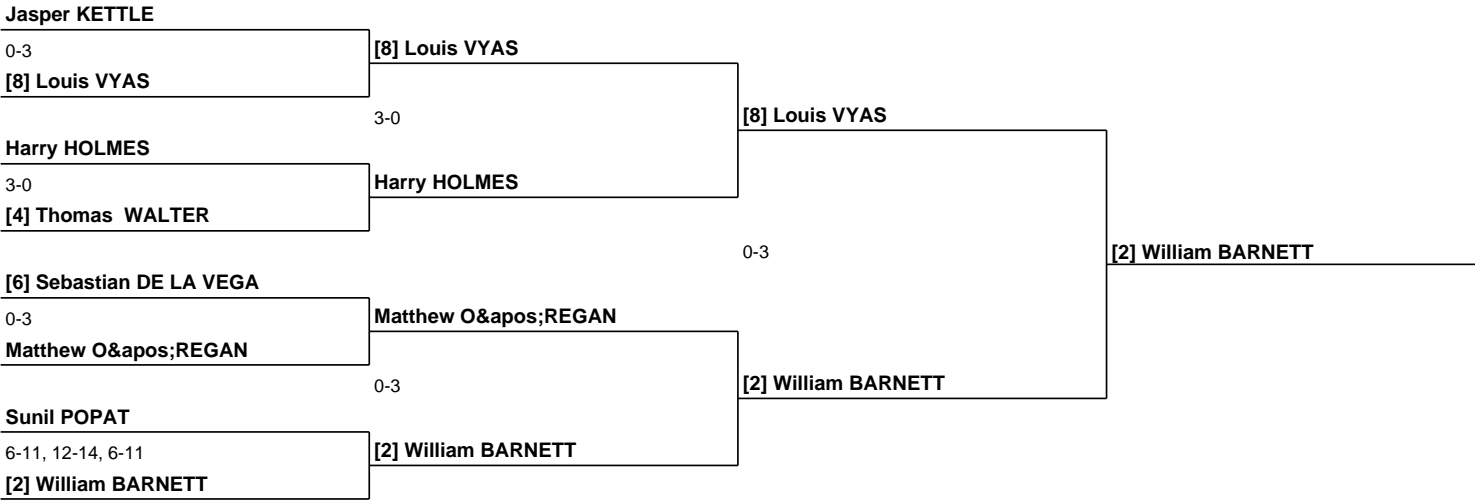 Jasper KETTLE
0-3
[8] Louis VYAS
[8] Louis VYAS
3-0
[8] Louis VYAS
Harry HOLMES
3-0
Harry HOLMES
[4] Thomas  WALTER
0-3
[2] William BARNETT
[6] Sebastian DE LA VEGA
0-3
Matthew O&apos;REGAN
Matthew O&apos;REGAN
0-3
[2] William BARNETT
Sunil POPAT
6-11, 12-14, 6-11
[2] William BARNETT
[2] William BARNETT